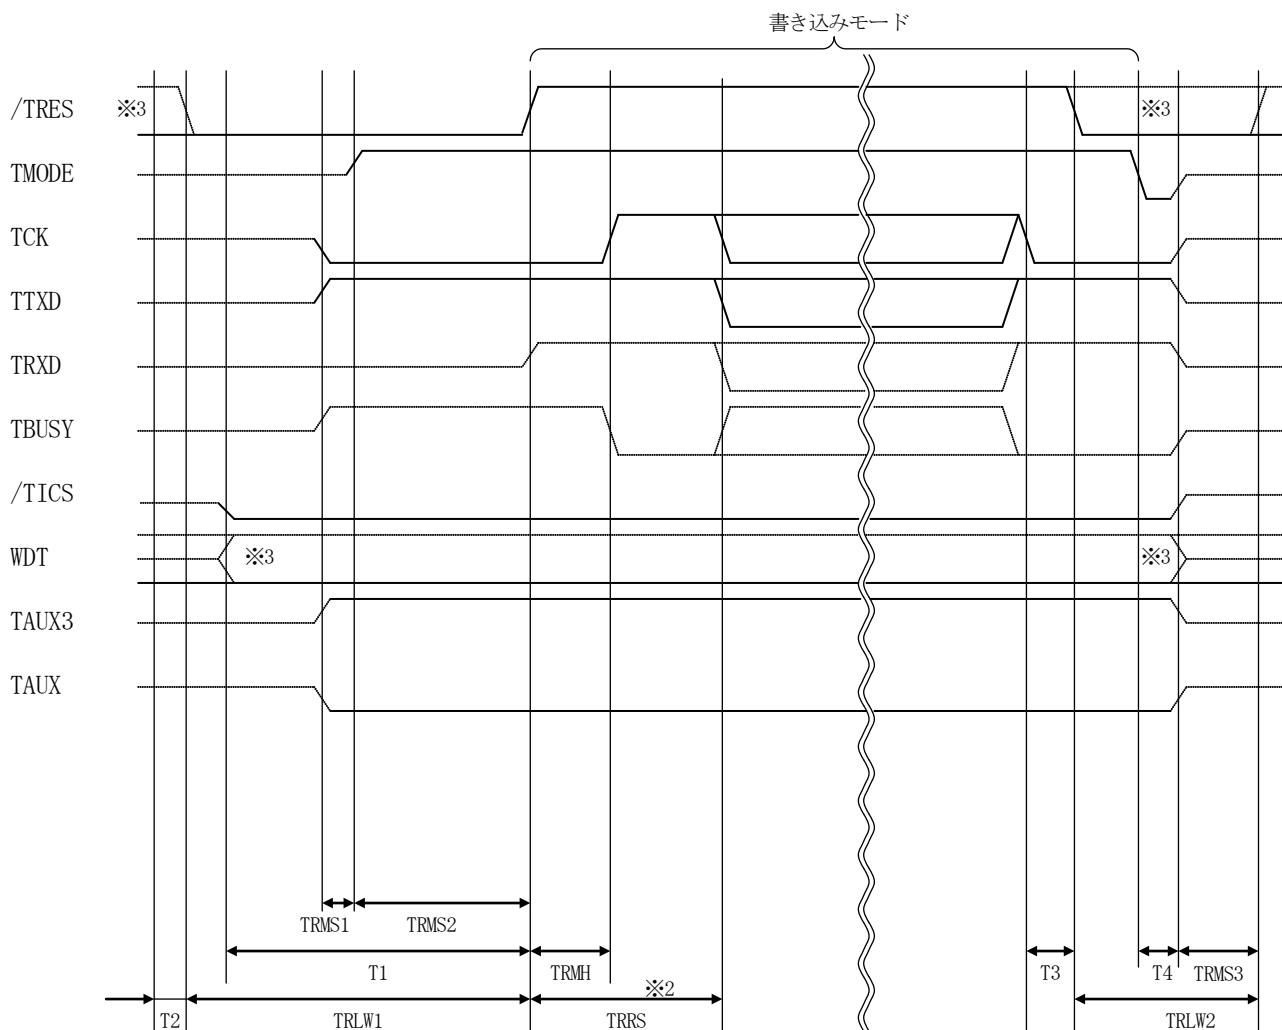 書き込みモード
/TRES ※3 ※3
TMODE
TCK
TTXD
TRXD
TBUSY
/TICS
WDT ※3 ※3
TAUX3
TAUX
TRMS1 TRMS2
T1 TRMH T3 T4 TRMS3
※2
T2 TRLW1 TRRS TRLW2